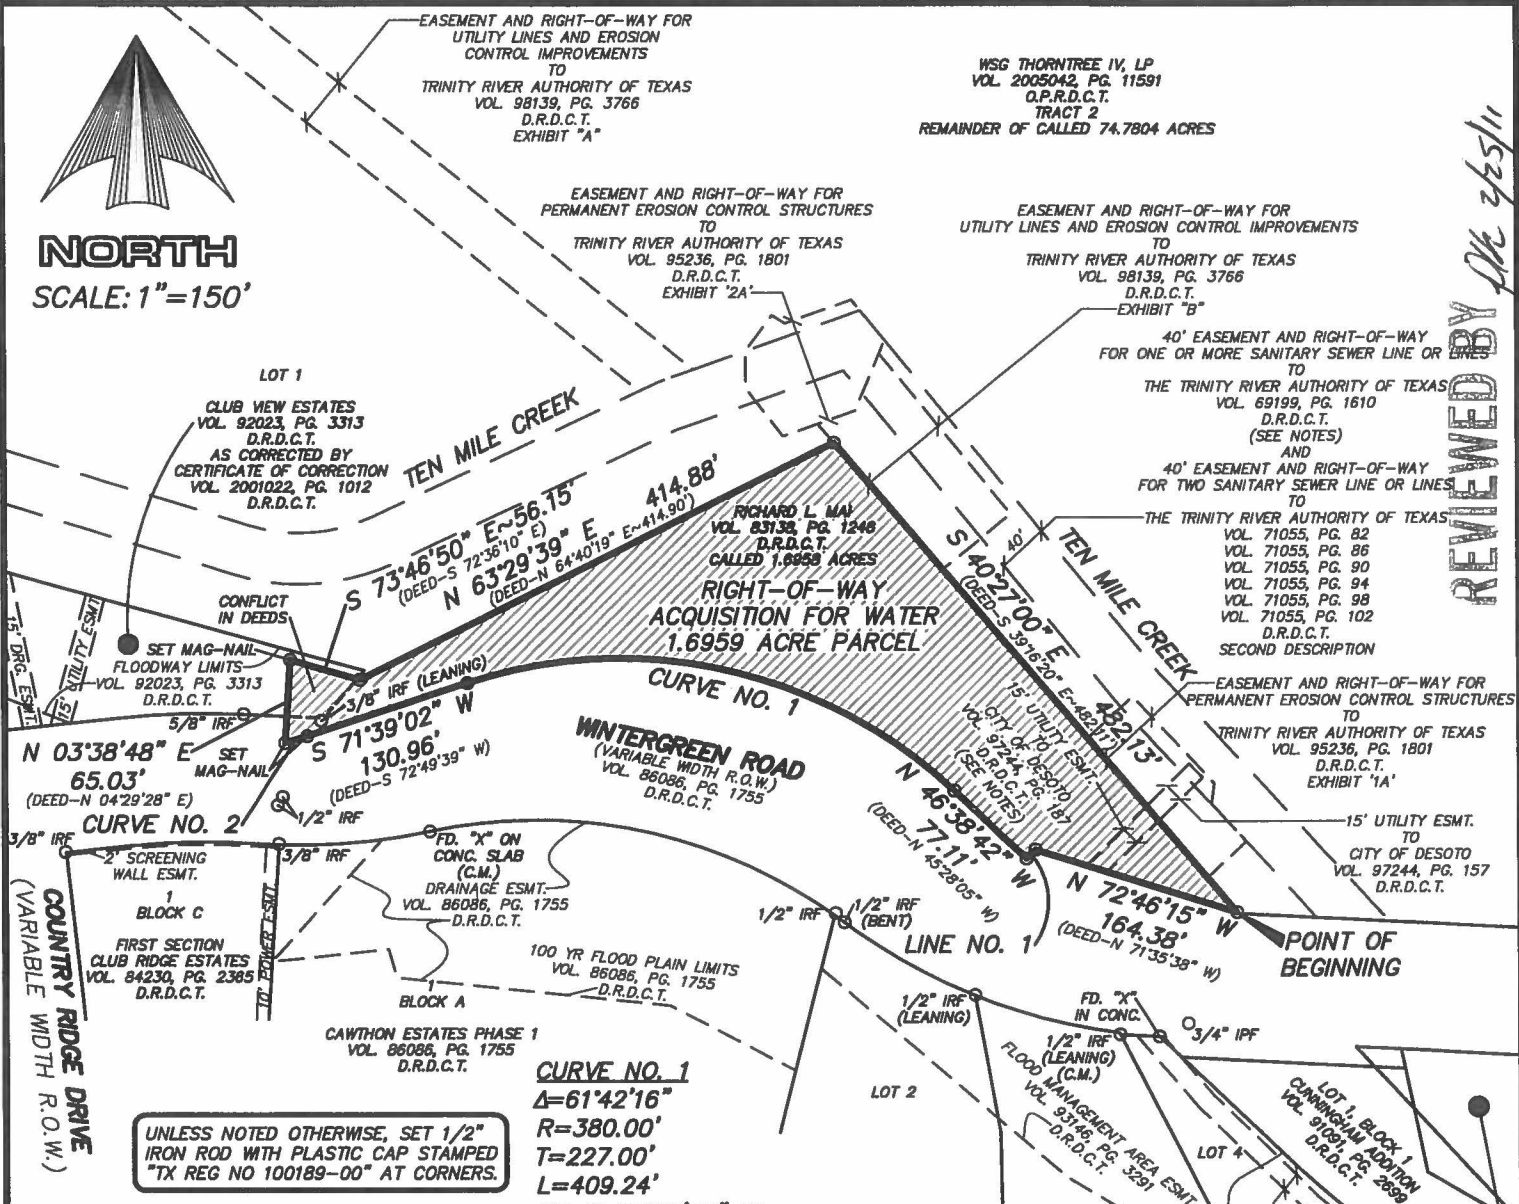 EASEMENT AND RIGHT-OF-WAY FOR
UTILITY LINES AND EROSION
CONTROL IMPROVEMENTS
TO
TRINITY RIVER AUTHORITY OF TEXAS
VOL. 98139, PG. 3766
D.R.D.C.T.
EXHIBIT "A"
WSG THORNTREE IV, LP
VOL. 2005042, PG. 11591
O.P.R.D.C.T.
TRACT 2
REMAINDER OF CALLED 74.7804 ACRES
2/25/11
REVIEWED BY
NORTH
SCALE: 1"=150'
EASEMENT AND RIGHT-OF-WAY FOR
PERMANENT EROSION CONTROL STRUCTURES
TO
TRINITY RIVER AUTHORITY OF TEXAS
VOL. 95236, PG. 1801
D.R.D.C.T.
EXHIBIT '2A'
EASEMENT AND RIGHT-OF-WAY FOR
UTILITY LINES AND EROSION CONTROL IMPROVEMENTS
TO
TRINITY RIVER AUTHORITY OF TEXAS
VOL. 98139, PG. 3766
D.R.D.C.T.
EXHIBIT "B"
40' EASEMENT AND RIGHT-OF-WAY
FOR ONE OR MORE SANITARY SEWER LINE OR LINES
TO
THE TRINITY RIVER AUTHORITY OF TEXAS
VOL. 69199, PG. 1610
D.R.D.C.T.
(SEE NOTES)
AND
40' EASEMENT AND RIGHT-OF-WAY
FOR TWO SANITARY SEWER LINE OR LINES
TO
THE TRINITY RIVER AUTHORITY OF TEXAS
VOL. 71055, PG. 82
VOL. 71055, PG. 86
VOL. 71055, PG. 90
VOL. 71055, PG. 94
VOL. 71055, PG. 98
VOL. 71055, PG. 102
D.R.D.C.T.
SECOND DESCRIPTION
LOT 1
CLUB VIEW ESTATES
VOL. 92023, PG. 3313
D.R.D.C.T.
AS CORRECTED BY
CERTIFICATE OF CORRECTION
VOL. 2001022, PG. 1012
D.R.D.C.T.
TEN MILE CREEK
S 73°46'50" E~56.15'
(DEED-S 72°36'10" E)
N 63°29'39" E 414.88'
(DEED-N 64°40'19" E~414.90')
RICHARD L. MAI
VOL. 83138, PG. 1248
D.R.D.C.T.
CALLED 1.6958 ACRES
RIGHT-OF-WAY
ACQUISITION FOR WATER
1.6959 ACRE PARCEL
S 40°27'00" E 482.13'
(DEED-S 39°16'20" E~482.17')
40'
TEN MILE CREEK
15' UTILITY ESMT.
TO
CITY OF DESOTO
VOL. 97244, PG. 187
D.R.D.C.T.
(SEE NOTES)
EASEMENT AND RIGHT-OF-WAY FOR
PERMANENT EROSION CONTROL STRUCTURES
TO
TRINITY RIVER AUTHORITY OF TEXAS
VOL. 95236, PG. 1801
D.R.D.C.T.
EXHIBIT '1A'
15' UTILITY ESMT.
TO
CITY OF DESOTO
VOL. 97244, PG. 157
D.R.D.C.T.
CONFLICT
IN DEEDS
15' DRG. ESMT.
15' UTILITY ESMT.
SET MAG-NAIL
FLOODWAY LIMITS
VOL. 92023, PG. 3313
D.R.D.C.T.
3/8" IRF (LEANING)
5/8" IRF
N 03°38'48" E
65.03'
(DEED-N 04°29'28" E)
SET
MAG-NAIL
S 71°39'02" W
130.96'
(DEED-S 72°49'39" W)
CURVE NO. 1
WINTERGREEN ROAD
(VARIABLE WIDTH R.O.W.)
VOL. 86086, PG. 1755
D.R.D.C.T.
N 46°38'42" W
77.11'
(DEED-N 45°28'05" W)
N 72°46'15" W
164.38'
(DEED-N 71°35'38" W)
LINE NO. 1
POINT OF
BEGINNING
CURVE NO. 2
1/2" IRF
3/8" IRF
2' SCREENING
WALL ESMT.
3/8" IRF
1
BLOCK C
FIRST SECTION
CLUB RIDGE ESTATES
VOL. 84230, PG. 2365
D.R.D.C.T.
10' POWER ESMT.
COUNTRY RIDGE DRIVE
(VARIABLE WIDTH R.O.W.)
FD. "X" ON
CONC. SLAB
(C.M.)
DRAINAGE ESMT.
VOL. 86086, PG. 1755
D.R.D.C.T.
1
BLOCK A
100 YR FLOOD PLAIN LIMITS
VOL. 86086, PG. 1755
D.R.D.C.T.
CAWTHON ESTATES PHASE 1
VOL. 86086, PG. 1755
D.R.D.C.T.
1/2" IRF
1/2" IRF
(BENT)
1/2" IRF
(LEANING)
FD. "X"
IN CONC.
3/4" IPF
1/2" IRF
(LEANING)
(C.M.)
LOT 2
FLOOD MANAGEMENT AREA ESMT
VOL. 93146, PG. 3291
D.R.D.C.T.
LOT 4
LOT 1, BLOCK 1
CUNNINGHAM ADDITION
VOL. 91091, PG. 2699
D.R.D.C.T.
UNLESS NOTED OTHERWISE, SET 1/2"
IRON ROD WITH PLASTIC CAP STAMPED
"TX REG NO 100189-00" AT CORNERS.
CURVE NO. 1
Δ=61°42'16"
R=380.00'
T=227.00'
L=409.24'